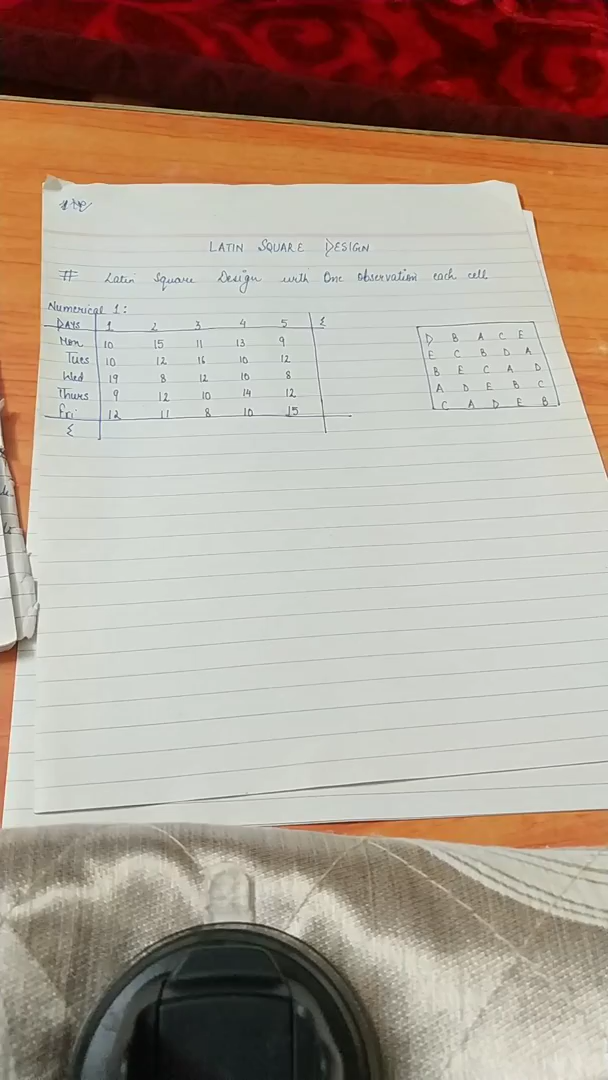 LATIN SQUARE DESIGN
# Latin Square Design with One observation each cell
Numerical 1:
DAYS 1 2 3 4 5 Σ
Mon 10 15 11 13 9
Tues 10 12 16 10 12
Wed 19 8 12 10 8
Thurs 9 12 10 14 12
Fri 12 11 8 10 15
Σ
D B A C E
E C B D A
B E C A D
A D E B C
C A D E B